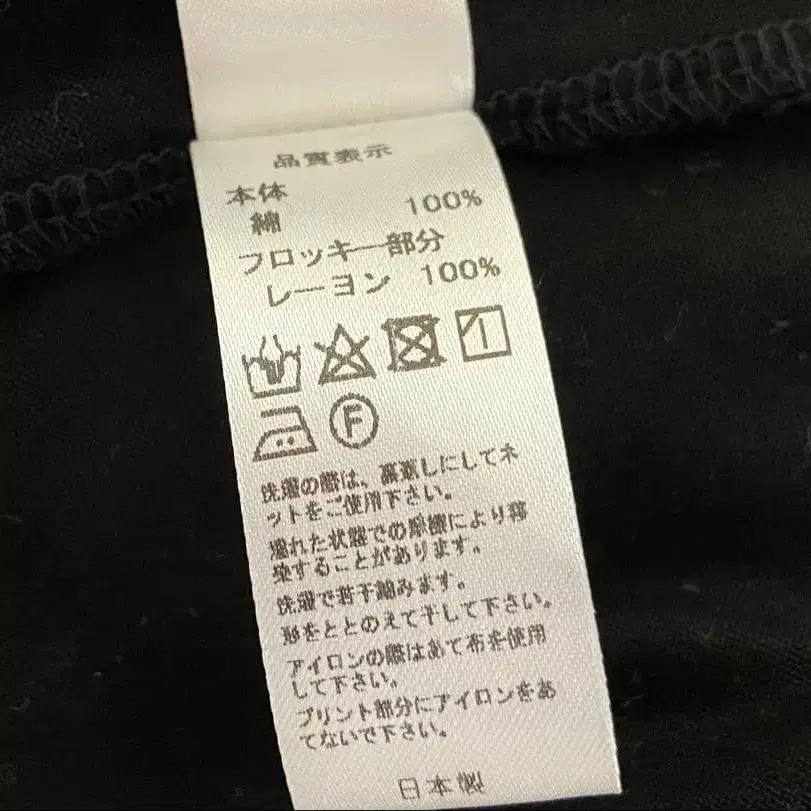 品質表示
本体
綿 100%
フロッキー部分
レーヨン 100%
F
洗濯の際は、裏返しにしてネ
ットをご使用下さい。
濡れた状態での摩擦により移
染することがあります。
洗濯で若干縮みます。
形をととのえて干して下さい。
アイロンの際はあて布を使用
して下さい。
プリント部分にアイロンをあ
てないで下さい。
日本製